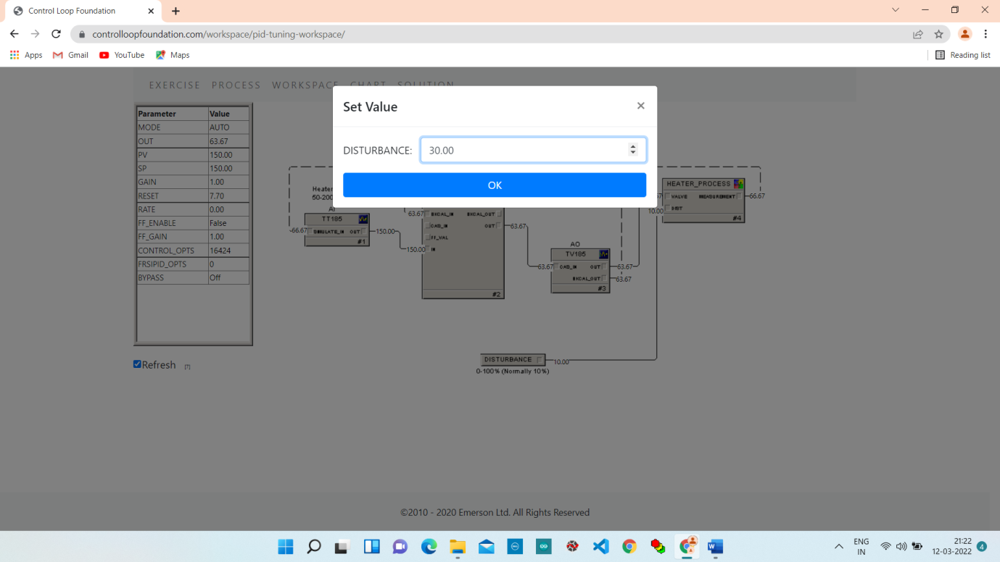 Control Loop Foundation
controlloopfoundation.com/workspace/pid-tuning-workspace/
Apps Gmail YouTube Maps Reading list
EXERCISE PROCESS WORKSPACE CHART SOLUTION
Set Value
DISTURBANCE: 30.00
OK
Parameter Value
MODE AUTO
OUT 63.67
PV 150.00
SP 150.00
GAIN 1.00
RESET 7.70
RATE 0.00
FF_ENABLE False
FF_GAIN 1.00
CONTROL_OPTS 16424
FRSIPID_OPTS 0
BYPASS Off
Refresh [?]
Heater
50-200
AI
TT185
66.67 SIMULATE_IN OUT 150.00
#1
63.67 BKCAL_IN BKCAL_OUT
CAS_IN OUT 63.67
FF_VAL
150.00 IN
#2
AO
TV185
63.67 CAS_IN OUT 63.67
BKCAL_OUT 63.67
#3
HEATER_PROCESS
VALVE MEASUREMENT 66.67
10.00 DIST
#4
DISTURBANCE 10.00
0-100% (Normally 10%)
©2010 - 2020 Emerson Ltd. All Rights Reserved
ENG
IN
21:22
12-03-2022
4